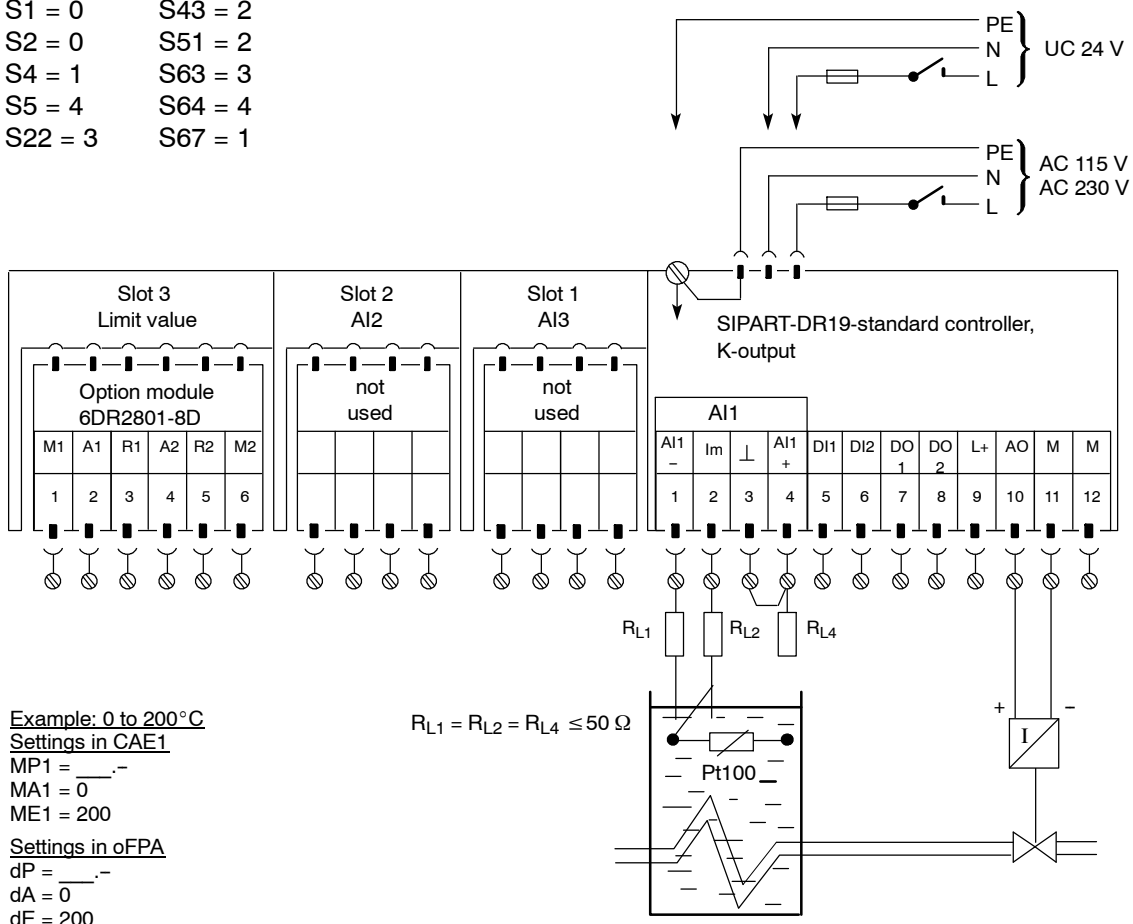 S1 = 0 S43 = 2
S2 = 0 S51 = 2
S4 = 1 S63 = 3
S5 = 4 S64 = 4
S22 = 3 S67 = 1
PE
N
L
UC 24 V
PE
N
L
AC 115 V
AC 230 V
Slot 3
Limit value
Slot 2
AI2
Slot 1
AI3
SIPART-DR19-standard controller,
K-output
Option module
6DR2801-8D
not
used
not
used
AI1
M1 A1 R1 A2 R2 M2
1 2 3 4 5 6
AI1 − Im ⊥ AI1 + DI1 DI2 DO 1 DO 2 L+ AO M M
1 2 3 4 5 6 7 8 9 10 11 12
RL1 RL2 RL4
RL1 = RL2 = RL4 ≤ 50 Ω
+ −
I
Pt100
Example: 0 to 200°C
Settings in CAE1
MP1 = ___.−
MA1 = 0
ME1 = 200
Settings in oFPA
dP = ___.−
dA = 0
dE = 200